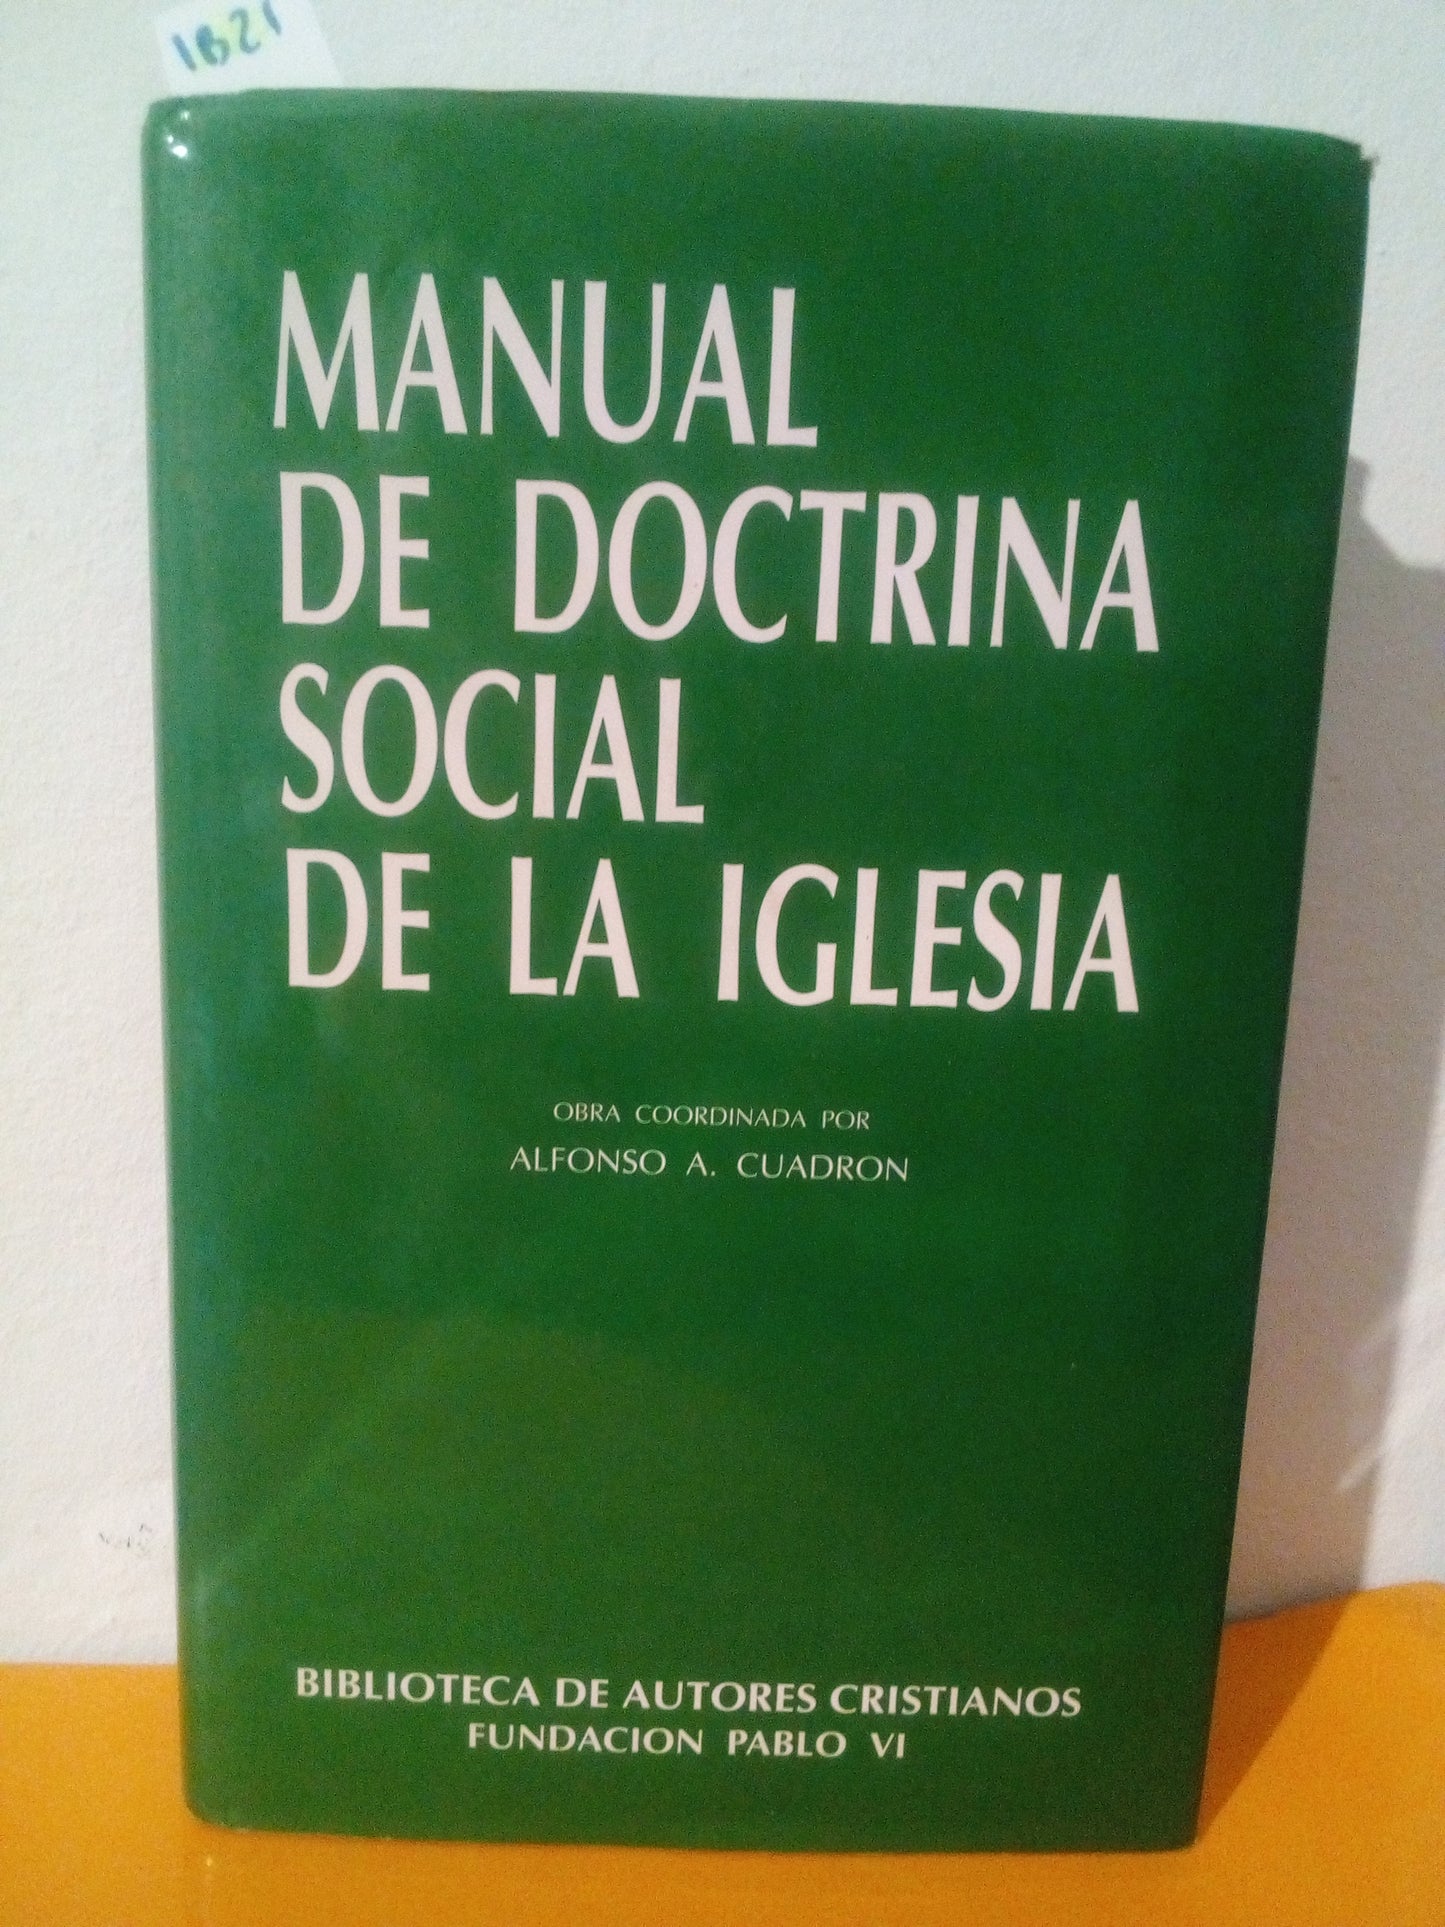 1B21
MANUAL
DE DOCTRINA
SOCIAL
DE LA IGLESIA
OBRA COORDINADA POR
ALFONSO A. CUADRON
BIBLIOTECA DE AUTORES CRISTIANOS
FUNDACION PABLO VI